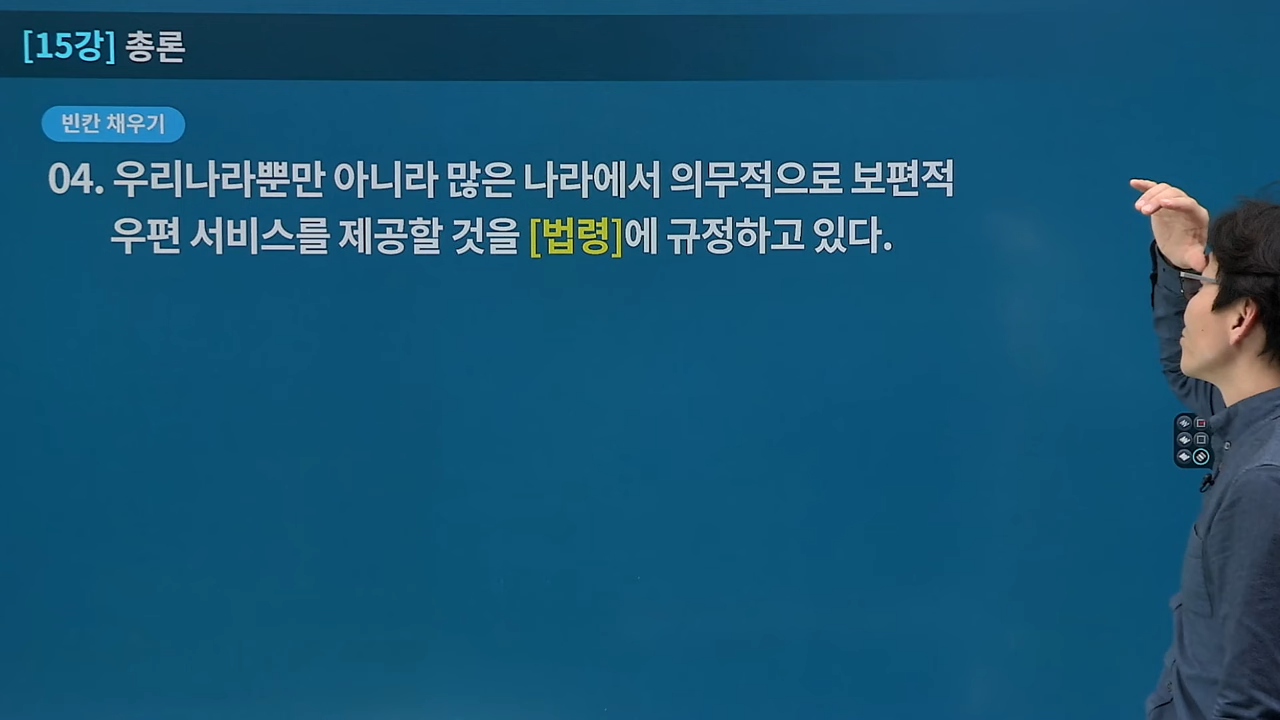 [15강] 총론
빈칸 채우기
04. 우리나라뿐만 아니라 많은 나라에서 의무적으로 보편적
우편 서비스를 제공할 것을 [법령]에 규정하고 있다.